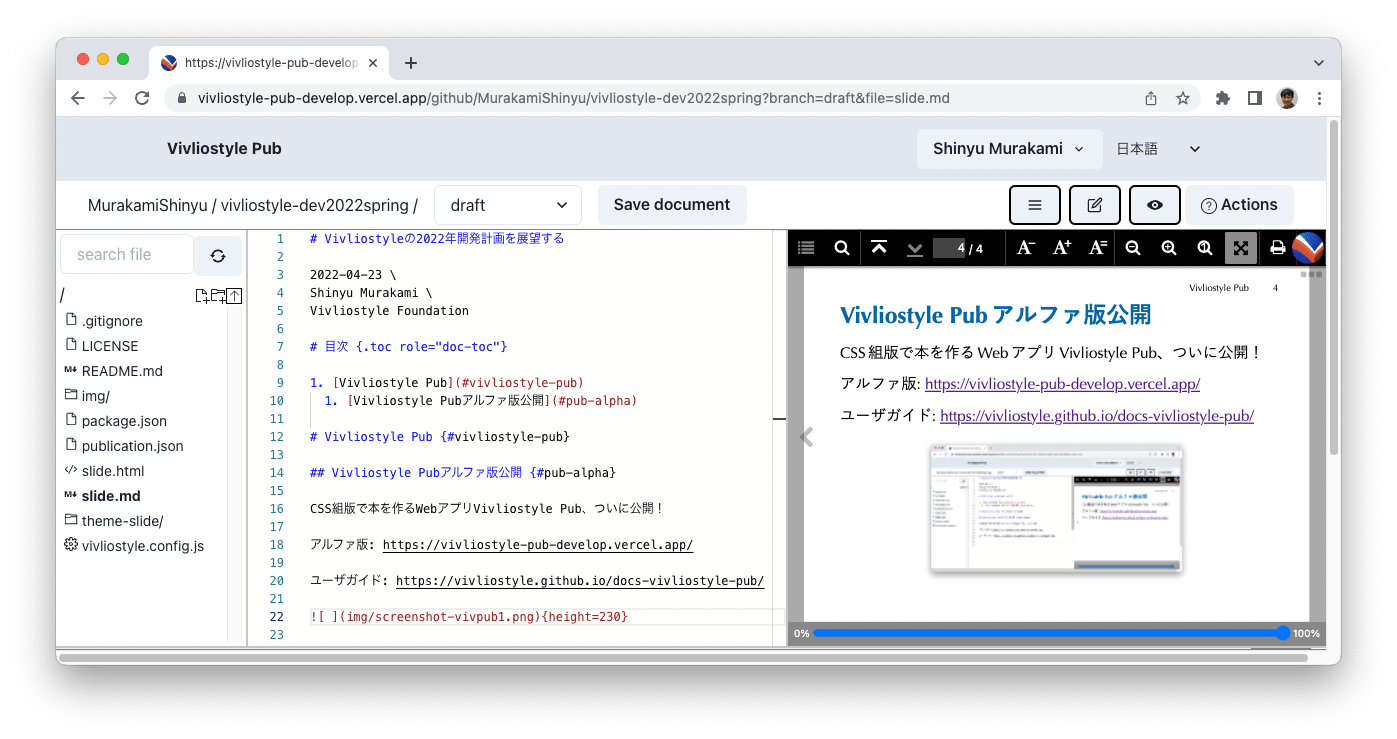 https://vivliostyle-pub-develop
vivliostyle-pub-develop.vercel.app/github/MurakamiShinyu/vivliostyle-dev2022spring?branch=draft&file=slide.md
Vivliostyle Pub
Shinyu Murakami
日本語
MurakamiShinyu / vivliostyle-dev2022spring /
draft
Save document
Actions
search file
/
.gitignore
LICENSE
README.md
img/
package.json
publication.json
slide.html
slide.md
theme-slide/
vivliostyle.config.js
1 # Vivliostyleの2022年開発計画を展望する
2
3 2022-04-23 \
4 Shinyu Murakami \
5 Vivliostyle Foundation
6
7 # 目次 {.toc role="doc-toc"}
8
9 1. [Vivliostyle Pub](#vivliostyle-pub)
10 1. [Vivliostyle Pubアルファ版公開](#pub-alpha)
11
12 # Vivliostyle Pub {#vivliostyle-pub}
13
14 ## Vivliostyle Pubアルファ版公開 {#pub-alpha}
15
16 CSS組版で本を作るWebアプリVivliostyle Pub、ついに公開！
17
18 アルファ版: https://vivliostyle-pub-develop.vercel.app/
19
20 ユーザガイド: https://vivliostyle.github.io/docs-vivliostyle-pub/
21
22 ![ ](img/screenshot-vivpub1.png){height=230}
23
4 / 4
Vivliostyle Pub 4
Vivliostyle Pub アルファ版公開
CSS 組版で本を作る Web アプリ Vivliostyle Pub、ついに公開！
アルファ版: https://vivliostyle-pub-develop.vercel.app/
ユーザガイド: https://vivliostyle.github.io/docs-vivliostyle-pub/
0% 100%